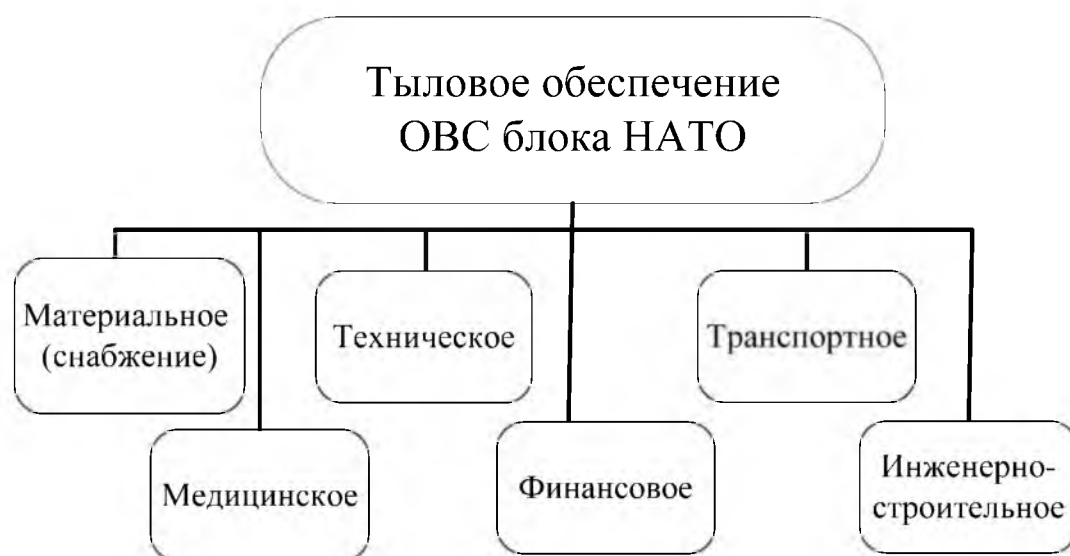 Тыловое обеспечение
ОВС блока НАТО
Материальное
(снабжение)
Техническое
Транспортное
Медицинское
Финансовое
Инженерно-
строительное